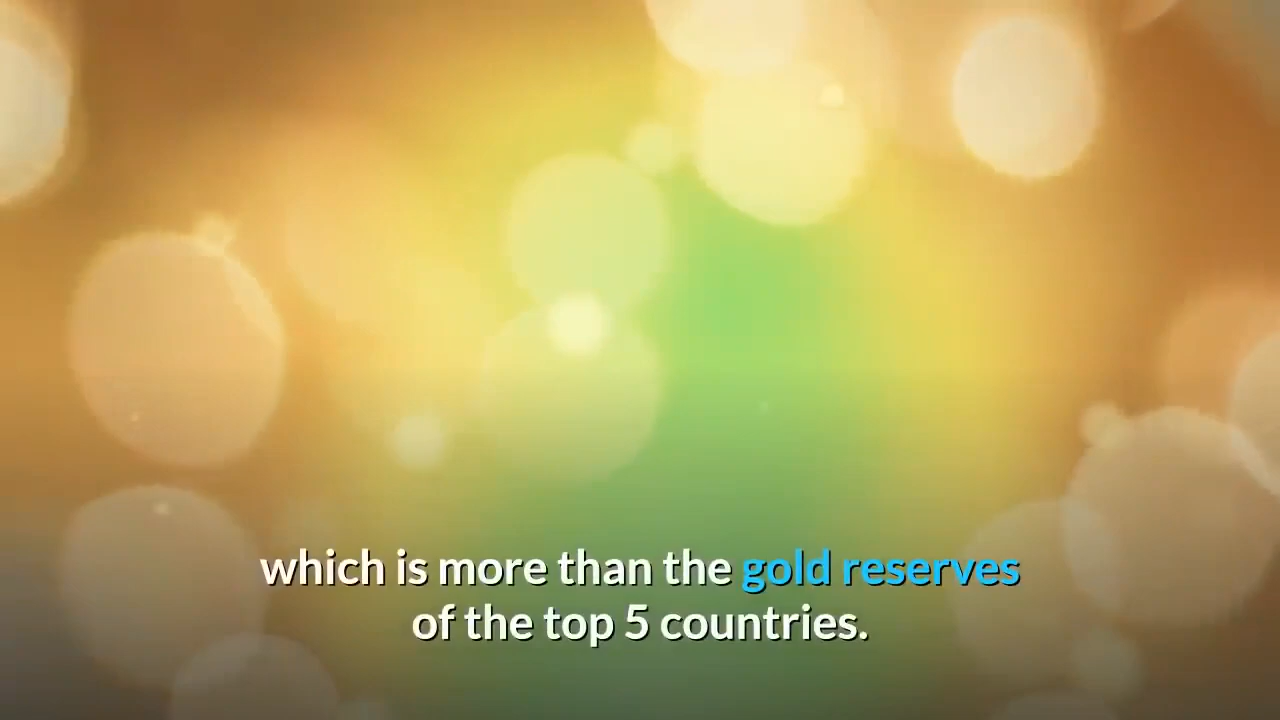 which is more than the gold reserves
of the top 5 countries.